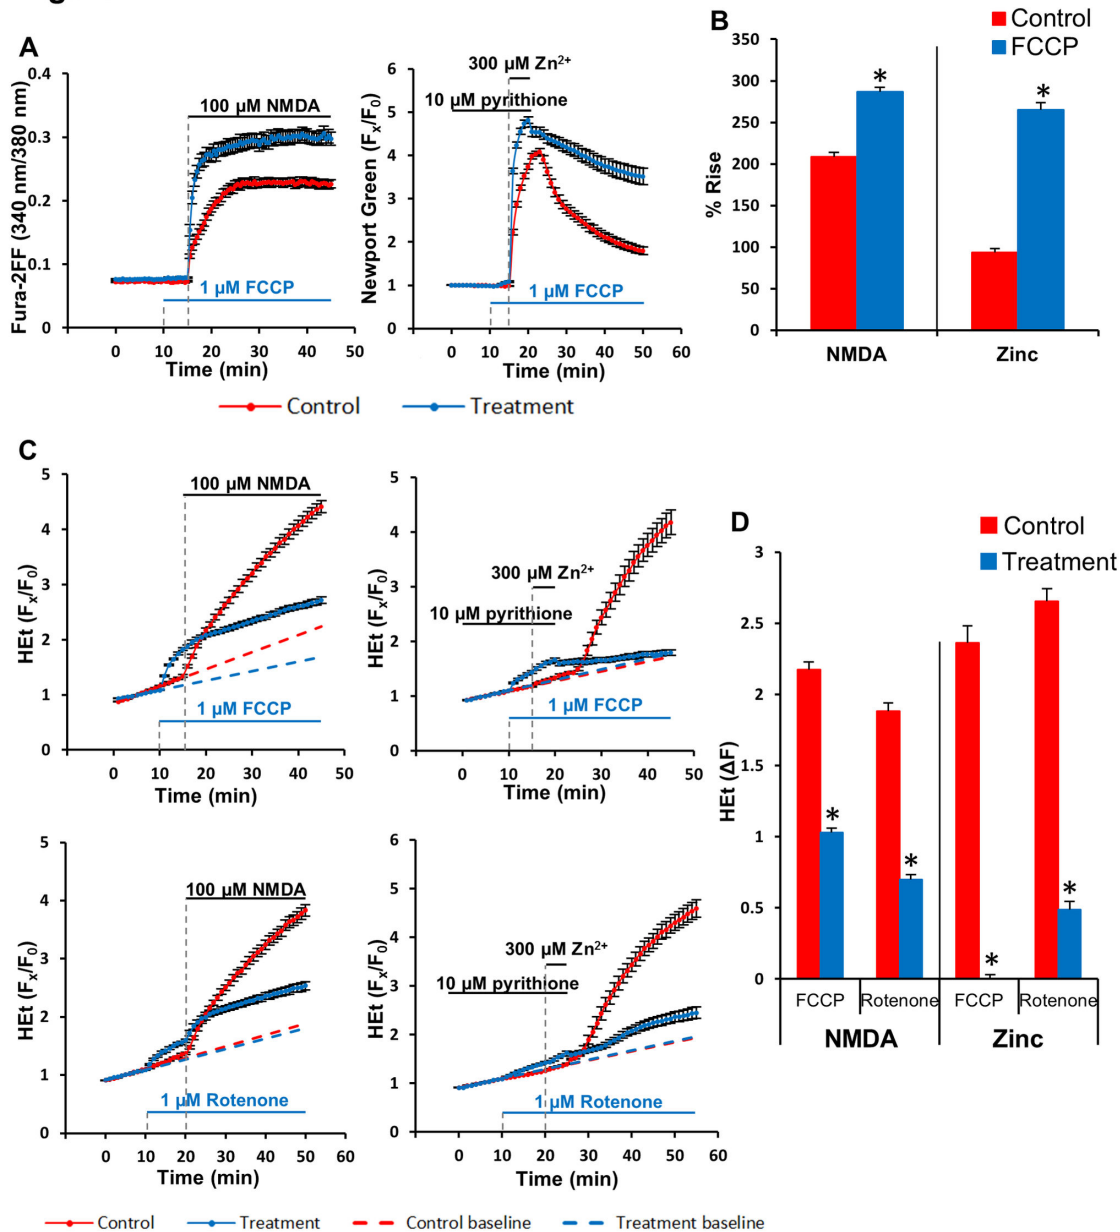 A
Fura-2FF (340 nm/380 nm)
0.4
0.3
0.2
0.1
0
100 µM NMDA
1 µM FCCP
0 10 20 30 40 50
Time (min)
Newport Green (Fx/F0)
6
5
4
3
2
1
0
300 µM Zn2+
10 µM pyrithione
1 µM FCCP
0 10 20 30 40 50 60
Time (min)
Control Treatment
B
Control
FCCP
% Rise
350
300
250
200
150
100
50
0
* *
NMDA Zinc
C
HEt (Fx/F0)
5
4
3
2
1
0
100 µM NMDA
1 µM FCCP
0 10 20 30 40 50
Time (min)
HEt (Fx/F0)
5
4
3
2
1
0
300 µM Zn2+
10 µM pyrithione
1 µM FCCP
0 10 20 30 40 50
Time (min)
HEt (Fx/F0)
5
4
3
2
1
0
100 µM NMDA
1 µM Rotenone
0 10 20 30 40 50 60
Time (min)
HEt (Fx/F0)
6
5
4
3
2
1
0
300 µM Zn2+
10 µM pyrithione
1 µM Rotenone
0 10 20 30 40 50 60
Time (min)
Control Treatment Control baseline Treatment baseline
D
Control
Treatment
HEt (ΔF)
3
2.5
2
1.5
1
0.5
0
* * * *
FCCP Rotenone FCCP Rotenone
NMDA Zinc